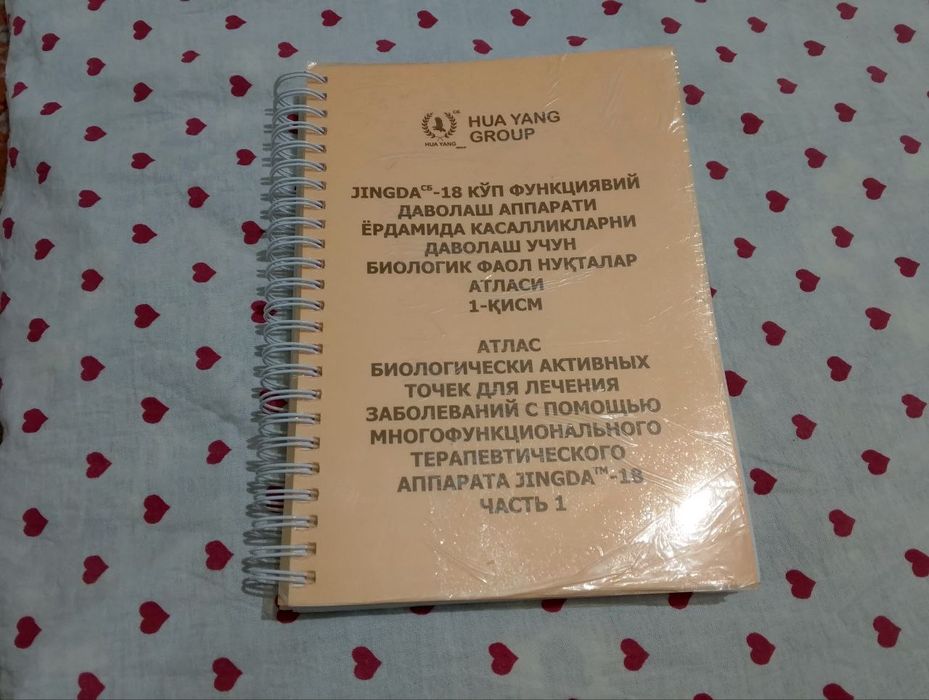 HUA YANG
GROUP
HUA YANG
JINGDAСБ-18 КЎП ФУНКЦИЯВИЙ
ДАВОЛАШ АППАРАТИ
ЁРДАМИДА КАСАЛЛИКЛАРНИ
ДАВОЛАШ УЧУН
БИОЛОГИК ФАОЛ НУҚТАЛАР
АТЛАСИ
1-ҚИСМ
АТЛАС
БИОЛОГИЧЕСКИ АКТИВНЫХ
ТОЧЕК ДЛЯ ЛЕЧЕНИЯ
ЗАБОЛЕВАНИЙ С ПОМОЩЬЮ
МНОГОФУНКЦИОНАЛЬНОГО
ТЕРАПЕВТИЧЕСКОГО
АППАРАТА JINGDA™-18
ЧАСТЬ 1